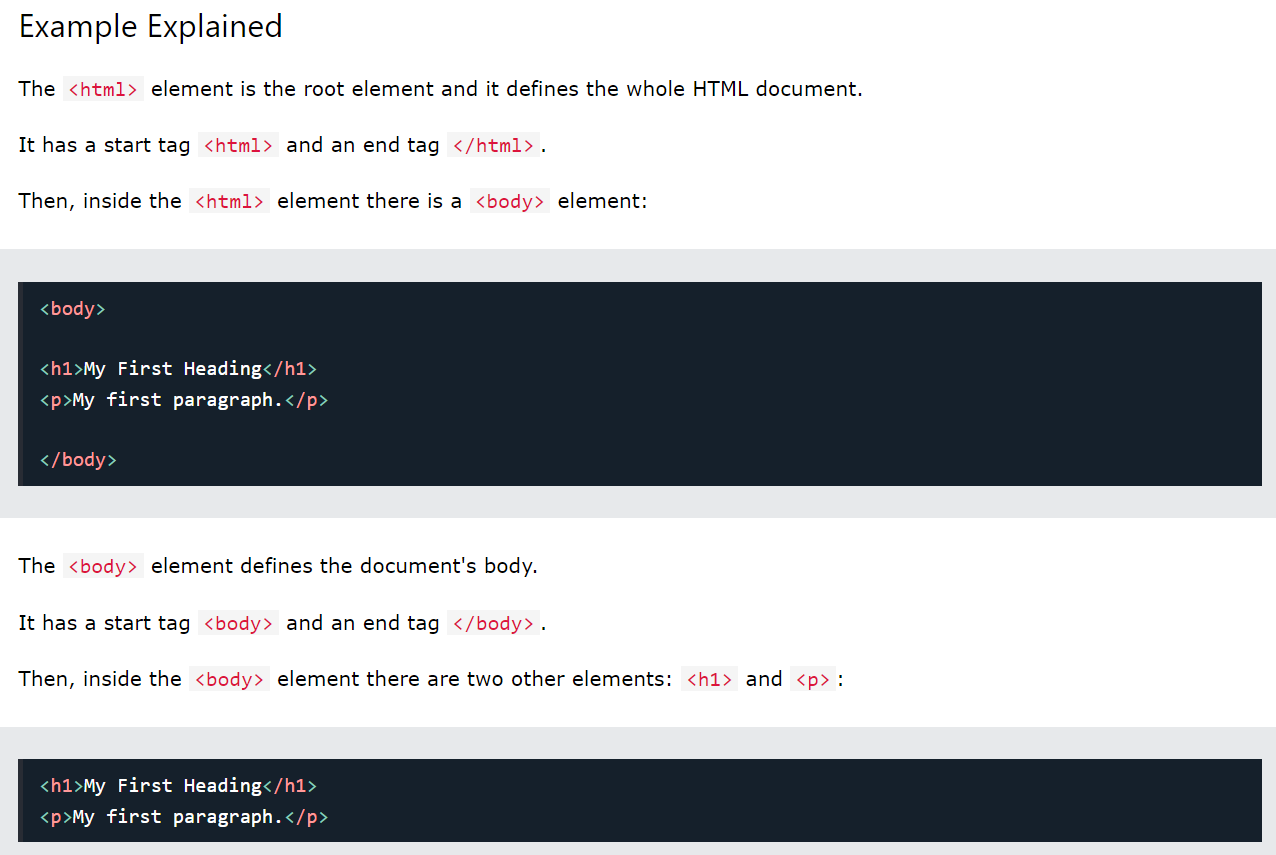 Example Explained
The <html> element is the root element and it defines the whole HTML document.
It has a start tag <html> and an end tag </html>.
Then, inside the <html> element there is a <body> element:
<body>
<h1>My First Heading</h1>
<p>My first paragraph.</p>
</body>
The <body> element defines the document's body.
It has a start tag <body> and an end tag </body>.
Then, inside the <body> element there are two other elements: <h1> and <p>:
<h1>My First Heading</h1>
<p>My first paragraph.</p>